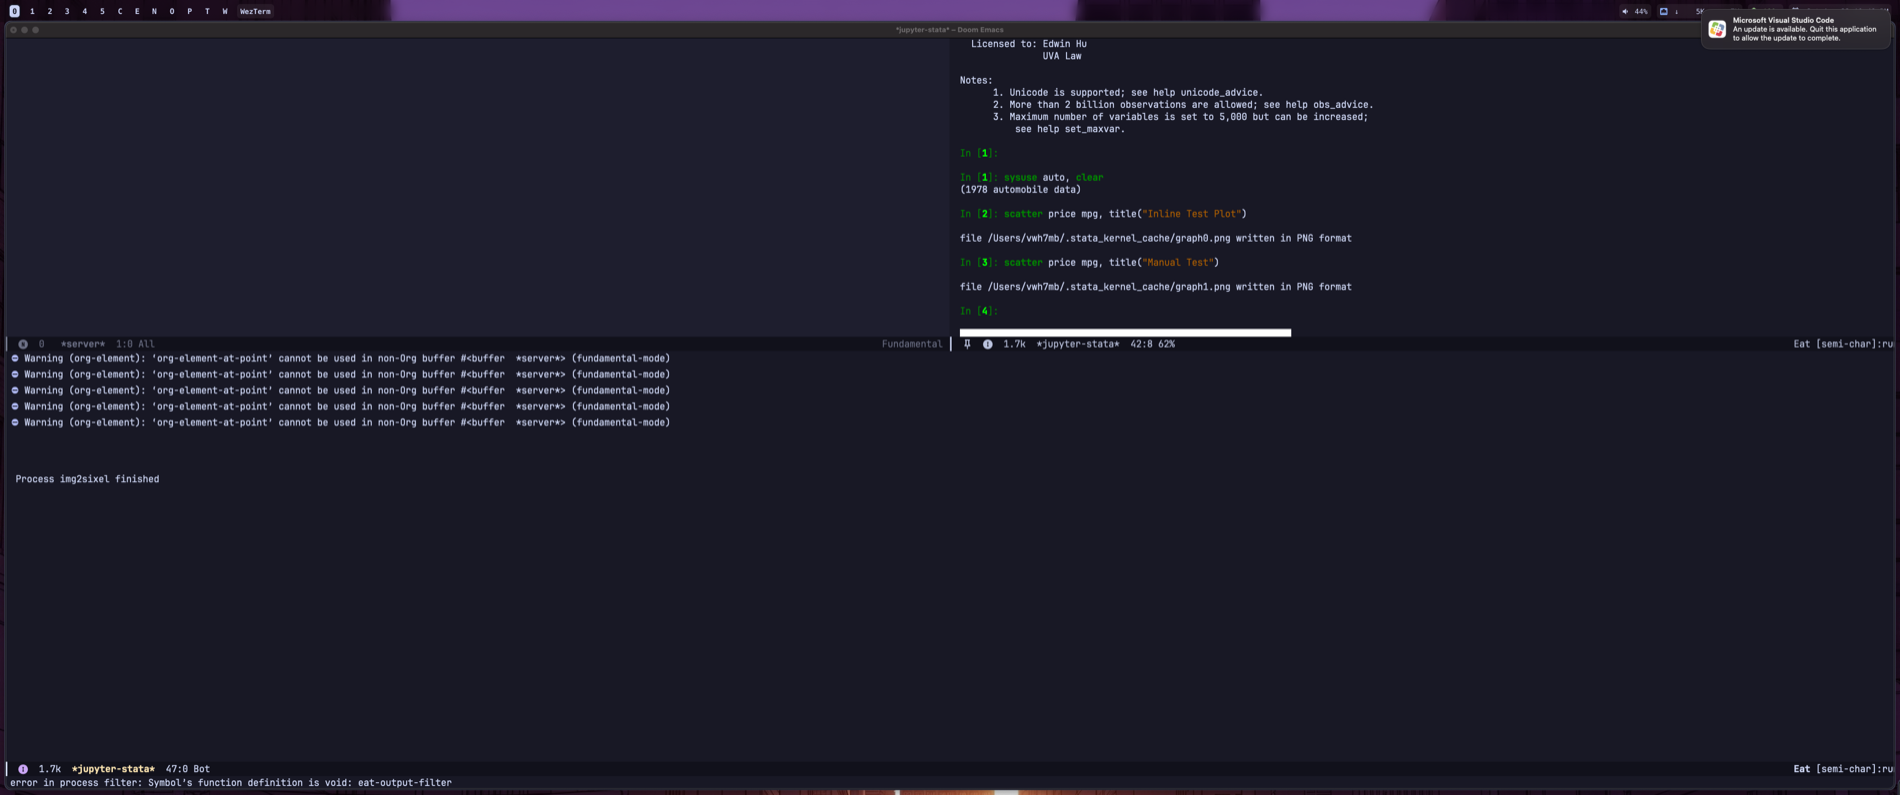 0 1 2 3 4 5 C E N O P T W WezTerm
44% ↓ 5K
*jupyter-stata* – Doom Emacs
Microsoft Visual Studio Code
An update is available. Quit this application
to allow the update to complete.
Licensed to: Edwin Hu
UVA Law
Notes:
1. Unicode is supported; see help unicode_advice.
2. More than 2 billion observations are allowed; see help obs_advice.
3. Maximum number of variables is set to 5,000 but can be increased;
see help set_maxvar.
In [1]:
In [1]: sysuse auto, clear
(1978 automobile data)
In [2]: scatter price mpg, title("Inline Test Plot")
file /Users/vwh7mb/.stata_kernel_cache/graph0.png written in PNG format
In [3]: scatter price mpg, title("Manual Test")
file /Users/vwh7mb/.stata_kernel_cache/graph1.png written in PNG format
In [4]:
0 *server* 1:0 All Fundamental
1.7k *jupyter-stata* 42:8 62% Eat [semi-char]:ru
Warning (org-element): ‘org-element-at-point’ cannot be used in non-Org buffer #<buffer  *server*> (fundamental-mode)
Warning (org-element): ‘org-element-at-point’ cannot be used in non-Org buffer #<buffer  *server*> (fundamental-mode)
Warning (org-element): ‘org-element-at-point’ cannot be used in non-Org buffer #<buffer  *server*> (fundamental-mode)
Warning (org-element): ‘org-element-at-point’ cannot be used in non-Org buffer #<buffer  *server*> (fundamental-mode)
Warning (org-element): ‘org-element-at-point’ cannot be used in non-Org buffer #<buffer  *server*> (fundamental-mode)
Process img2sixel finished
1.7k *jupyter-stata* 47:0 Bot Eat [semi-char]:ru
error in process filter: Symbol’s function definition is void: eat-output-filter